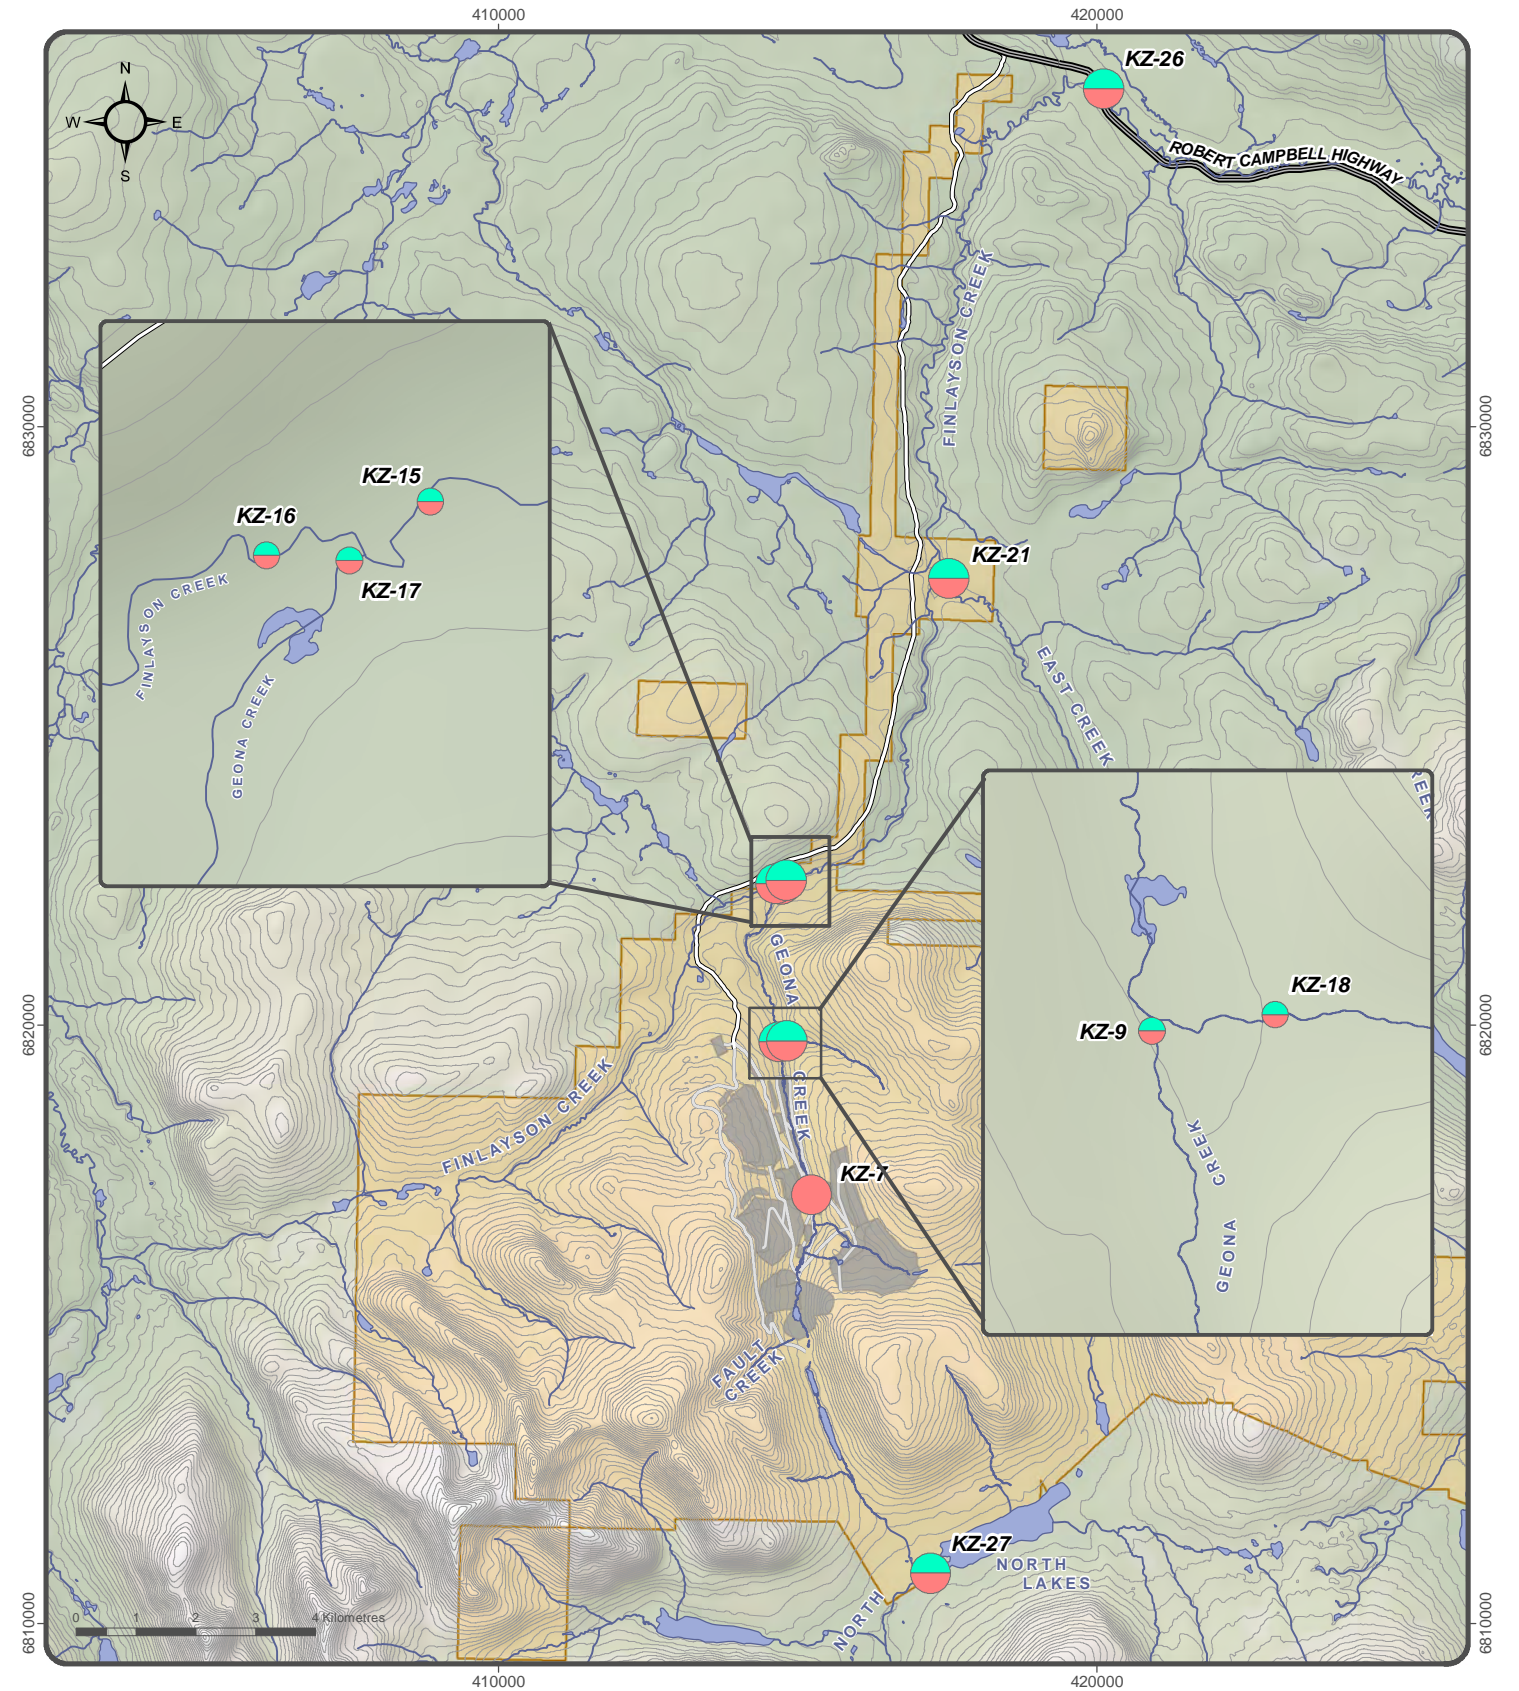 410000
420000
N
W
E
S
KZ-26
ROBERT CAMPBELL HIGHWAY
FINLAYSON CREEK
6830000
6830000
KZ-15
KZ-16
KZ-17
FINLAYSON CREEK
GEONA CREEK
KZ-21
EAST CREEK
REEK
GEONA
CREEK
KZ-18
KZ-9
CREEK
GEONA
6820000
6820000
FINLAYSON CREEK
KZ-7
FAULT
CREEK
KZ-27
NORTH
LAKES
NORTH
0
1
2
3
4 Kilometres
6810000
6810000
410000
420000